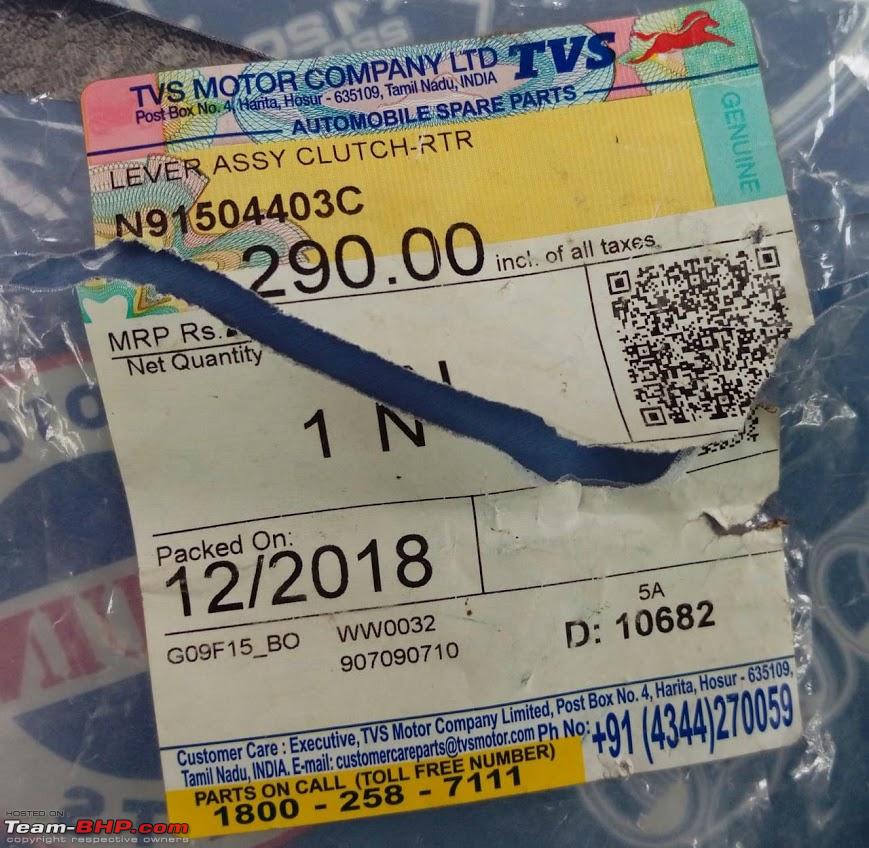 TVS MOTOR COMPANY LTD TVS
Post Box No. 4, Harita, Hosur - 635109, Tamil Nadu, INDIA
AUTOMOBILE SPARE PARTS
GENUINE
LEVER ASSY CLUTCH-RTR
N91504403C
290.00 incl. of all taxes
MRP Rs.
Net Quantity
1 N
Packed On:
12/2018
5A
G09F15_BO WW0032 D: 10682
907090710
Customer Care : Executive, TVS Motor Company Limited, Post Box No. 4, Harita, Hosur - 635109,
Tamil Nadu, INDIA. E-mail: customercareparts@tvsmotor.com Ph No: +91 (4344)270059
PARTS ON CALL (TOLL FREE NUMBER)
1800 - 258 - 7111
HOSTED ON
Team-BHP.com
copyright respective owners